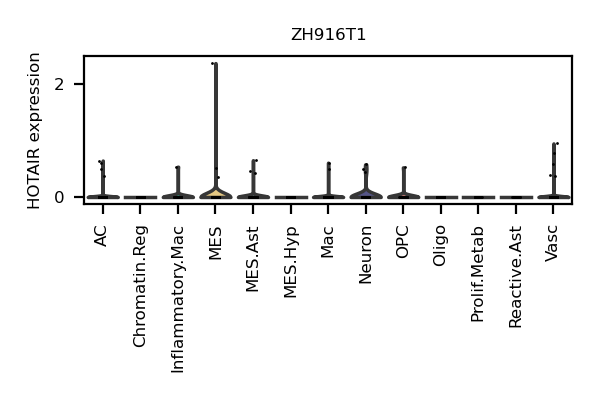 ZH916T1
HOTAIR expression
2
0
AC
Chromatin.Reg
Inflammatory.Mac
MES
MES.Ast
MES.Hyp
Mac
Neuron
OPC
Oligo
Prolif.Metab
Reactive.Ast
Vasc